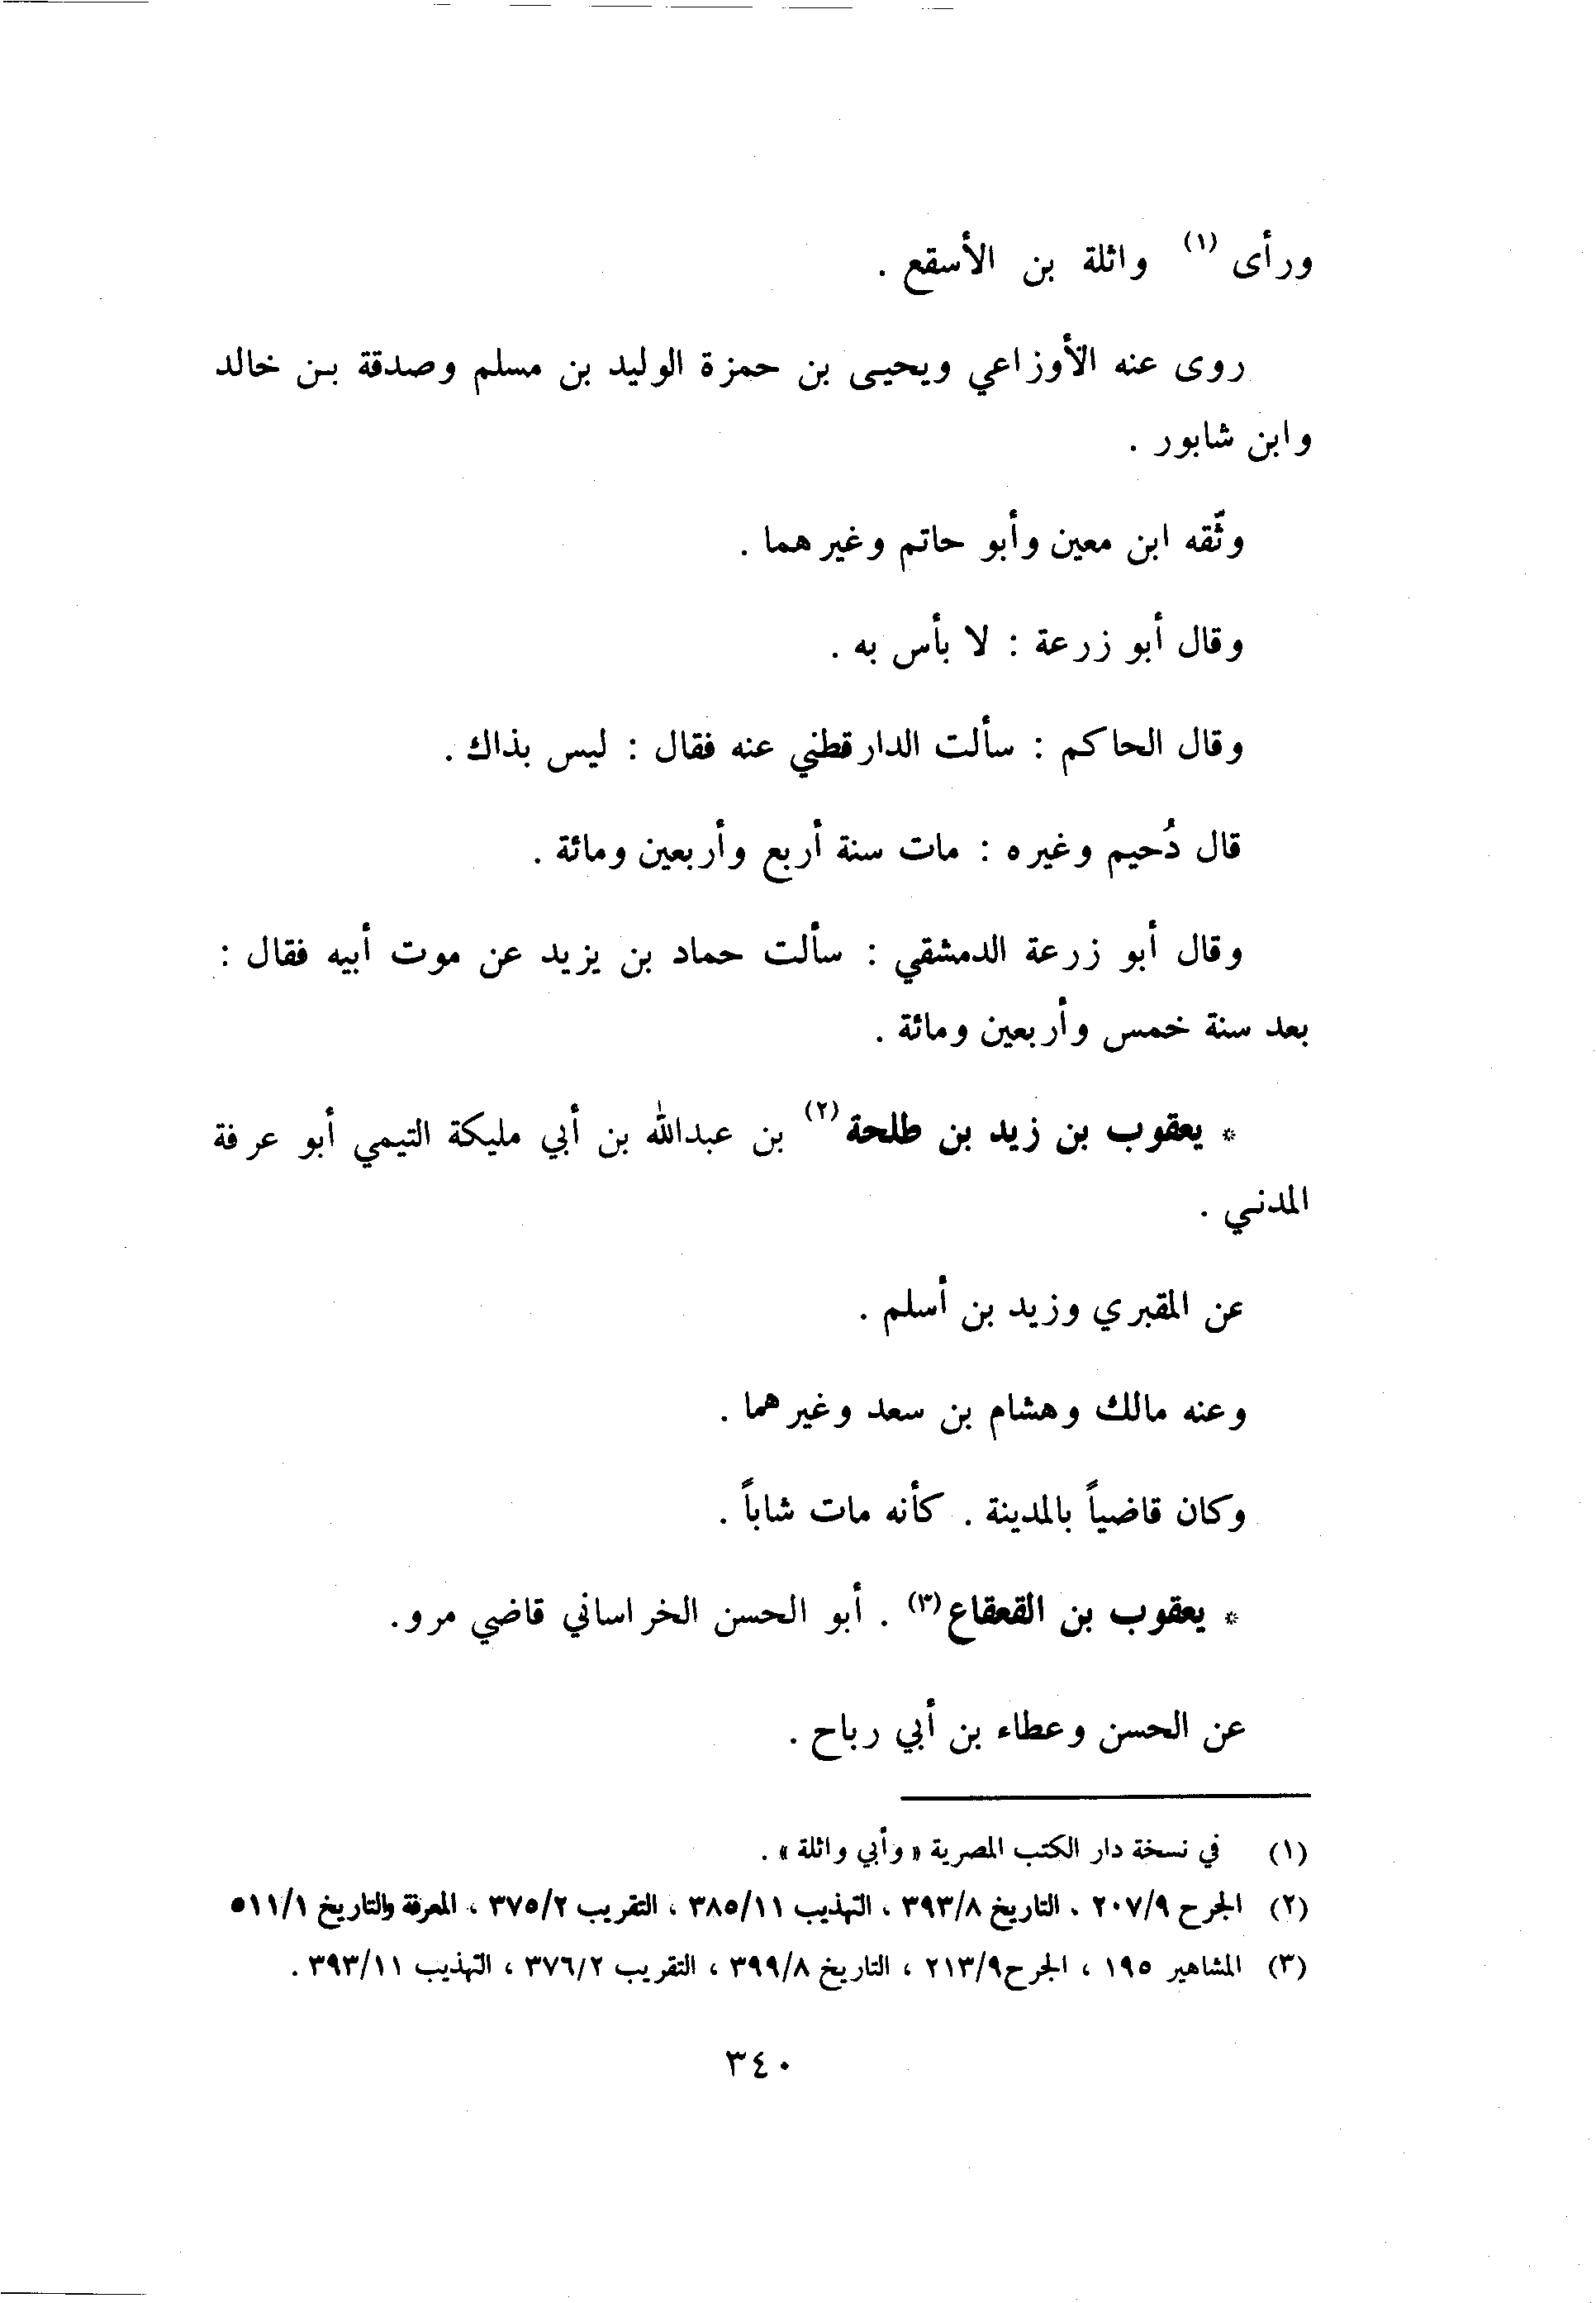 ورأى (١) واثلة بن الأسقع .
روى عنه الأوزاعي ويحيى بن حمزة الوليد بن مسلم وصدقة بن خالد
وابن شابور .
وثّقه ابن معين وأبو حاتم وغيرهما .
وقال أبو زرعة : لا بأس به .
وقال الحاكم : سألت الدارقطني عنه فقال : ليس بذاك .
قال دُحيم وغيره : مات سنة أربع وأربعين ومائة .
وقال أبو زرعة الدمشقي : سألت حماد بن يزيد عن موت أبيه فقال :
بعد سنة خمس وأربعين ومائة .
* يعقوب بن زيد بن طلحة (٢) بن عبدالله بن أبي مليكة التيمي أبو عرفة
المدني .
عن المقبري وزيد بن أسلم .
وعنه مالك وهشام بن سعد وغيرهما .
وكان قاضياً بالمدينة . كأنه مات شاباً .
* يعقوب بن القعقاع (٣) . أبو الحسن الخراساني قاضي مرو.
عن الحسن وعطاء بن أبي رباح .
(١) في نسخة دار الكتب المصرية « وأبي واثلة » .
(٢) الجرح ٢٠٧/٩ ، التاريخ ٣٩٣/٨ ، التهذيب ٣٨٥/١١ ، التقريب ٣٧٥/٢ ، المعرفة والتاريخ ٥١١/١
(٣) المشاهير ١٩٥ ، الجرح ٢١٣/٩ ، التاريخ ٣٩٩/٨ ، التقريب ٣٧٦/٢ ، التهذيب ٣٩٣/١١ .
٣٤٠